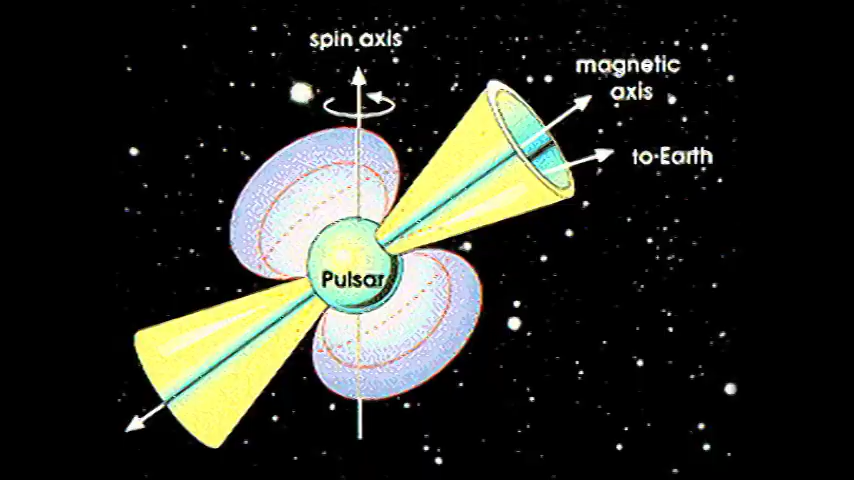 spin axis
magnetic
axis
to Earth
Pulsar